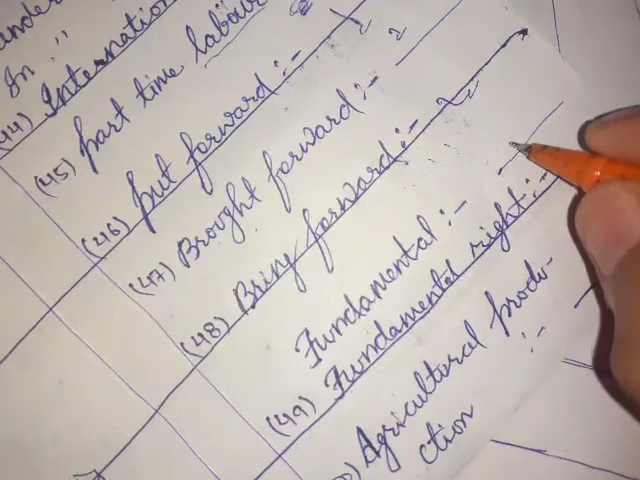 under
In "
(44) Internation
(45) part time labour
(46) put forward :-
(47) Brought forward :-
(48) Bring forward :-
Fundamental :-
(49) Fundamental right :-
Agricultural produ-
ction :-